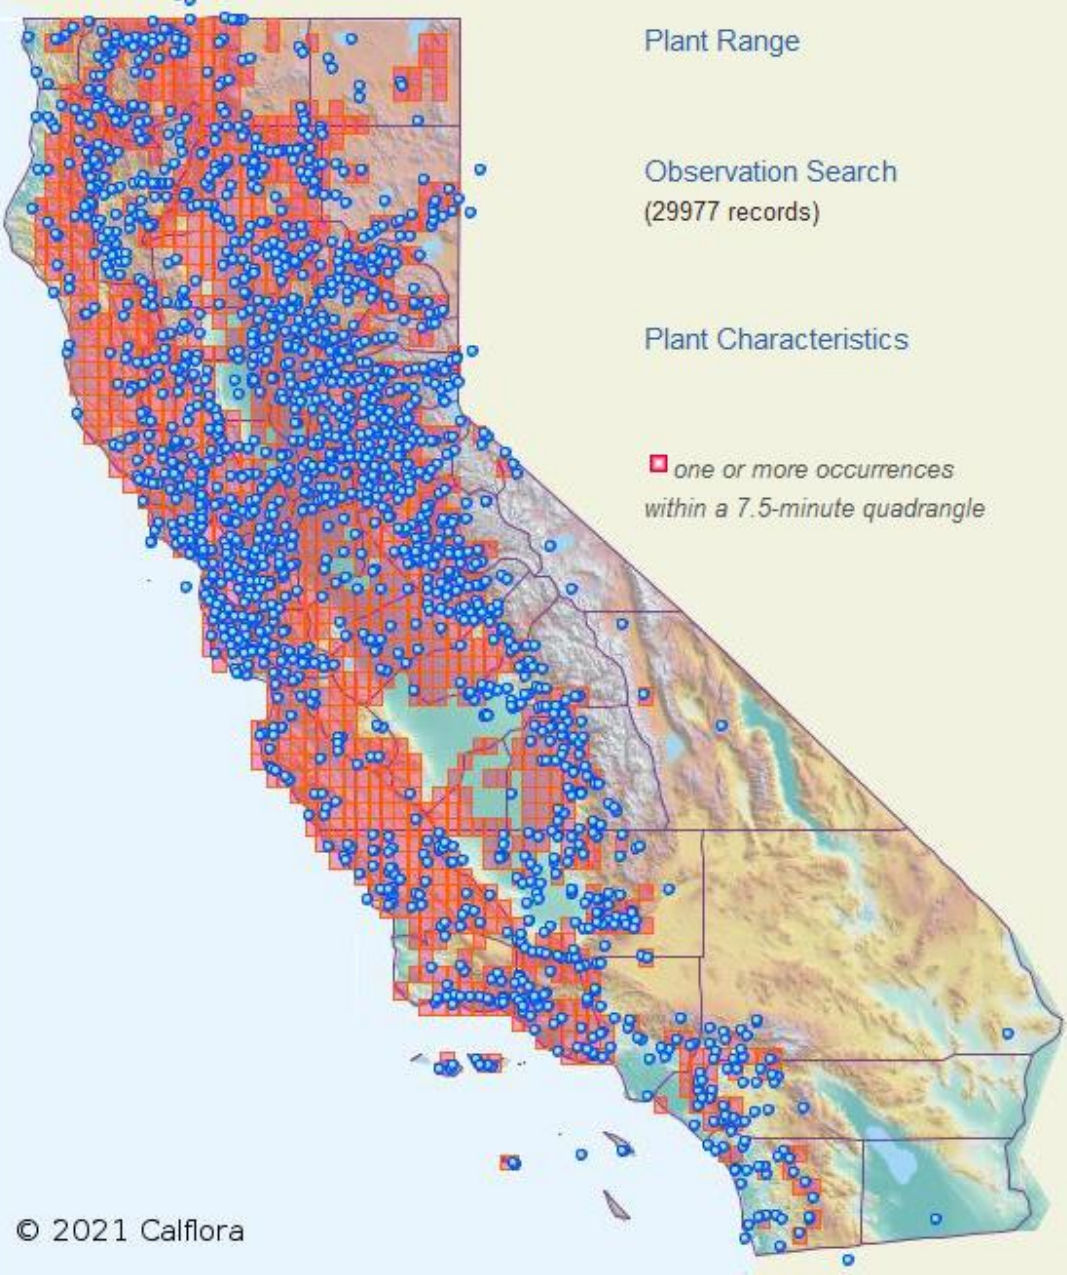 Plant Range
Observation Search
(29977 records)
Plant Characteristics
one or more occurrences
within a 7.5-minute quadrangle
© 2021 Calflora